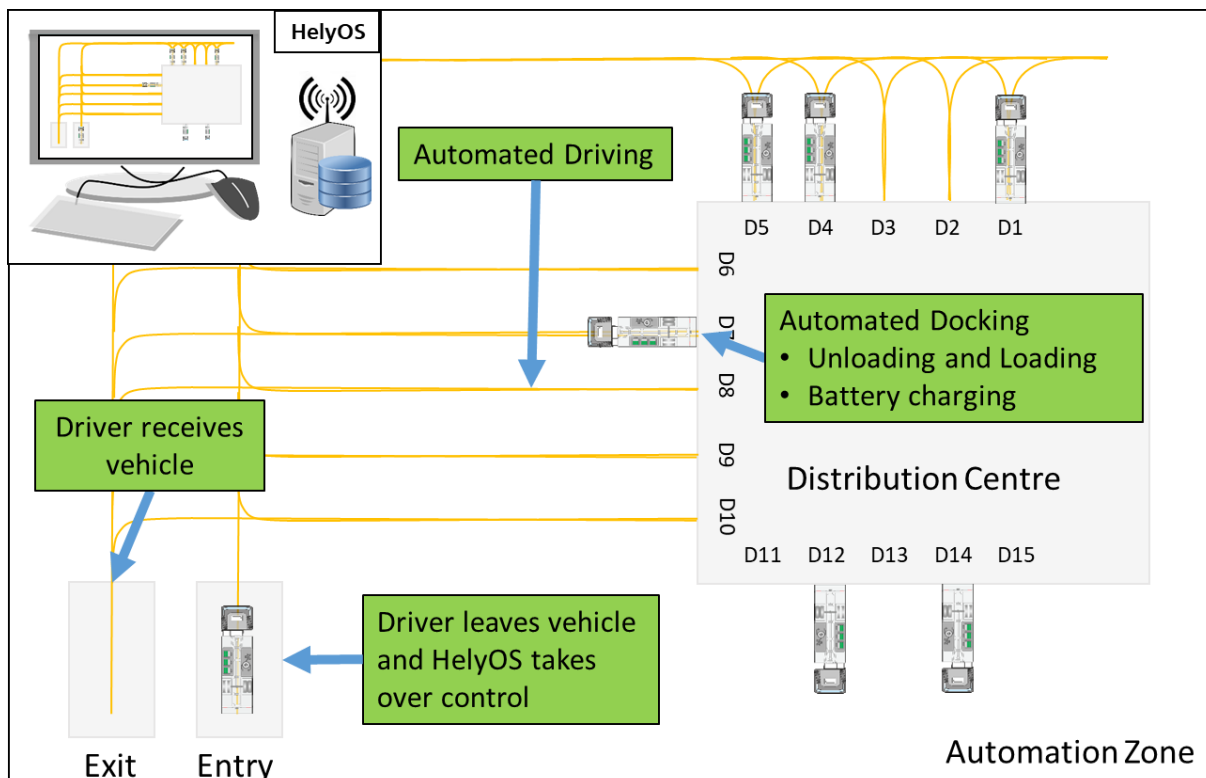 HelyOS
Automated Driving
D5 D4 D3 D2 D1
D6
D7
Automated Docking
• Unloading and Loading
• Battery charging
D8
Driver receives
vehicle
D9
Distribution Centre
D10
D11 D12 D13 D14 D15
Driver leaves vehicle
and HelyOS takes
over control
Exit Entry
Automation Zone